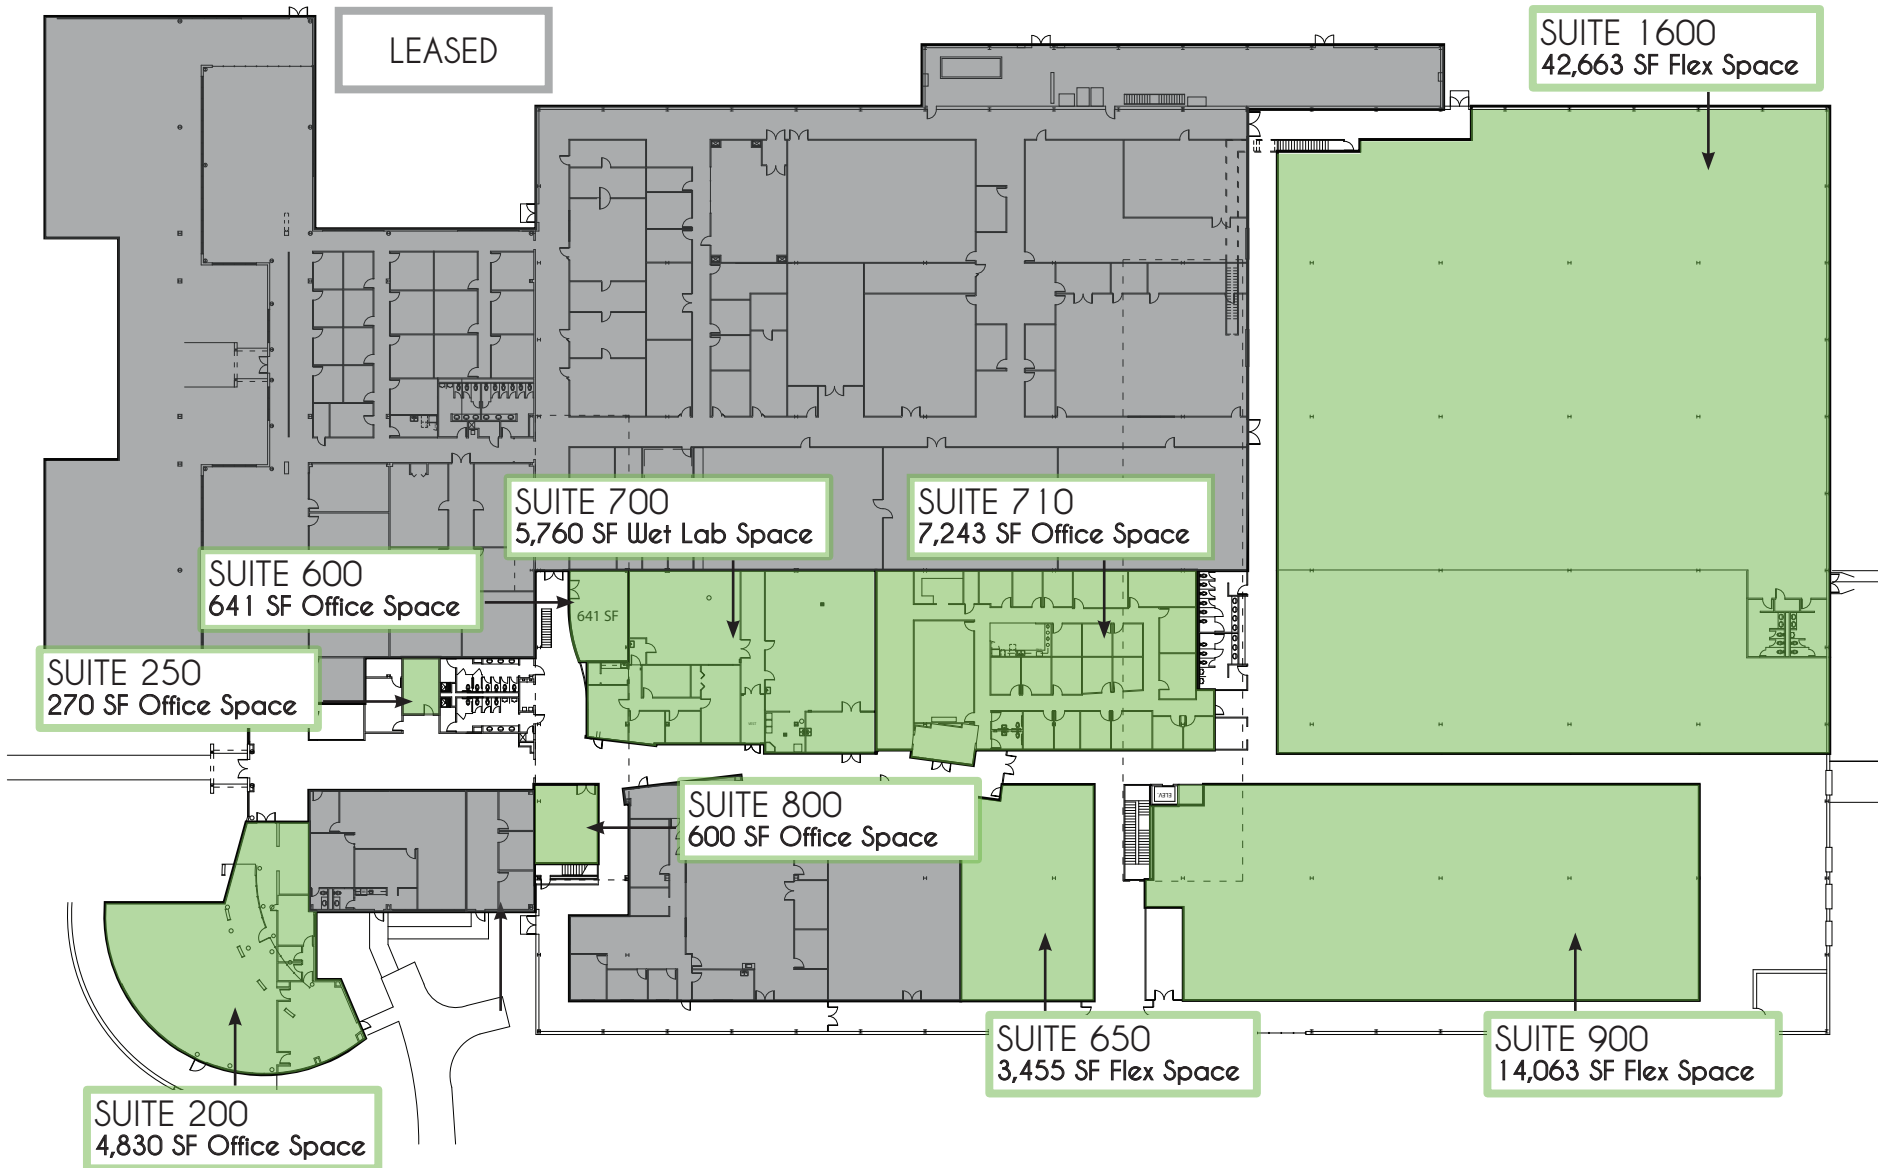 LEASED
SUITE 1600
42,663 SF Flex Space
SUITE 700
5,760 SF Wet Lab Space
SUITE 710
7,243 SF Office Space
SUITE 600
641 SF Office Space
641 SF
SUITE 250
270 SF Office Space
SUITE 800
600 SF Office Space
ELEV.
SUITE 650
3,455 SF Flex Space
SUITE 900
14,063 SF Flex Space
SUITE 200
4,830 SF Office Space